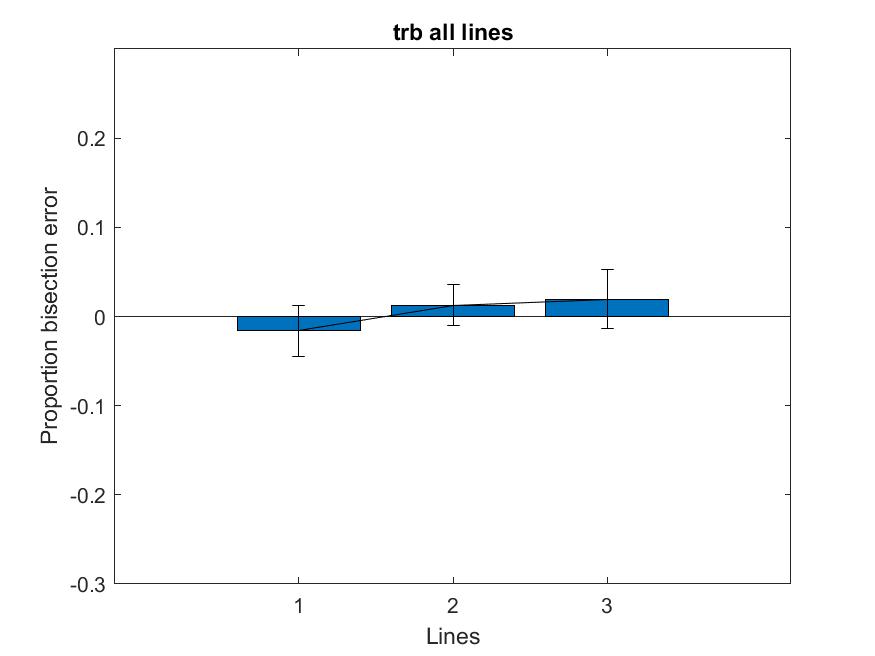 trb all lines
Proportion bisection error
0.2
0.1
0
-0.1
-0.2
-0.3
1 2 3
Lines